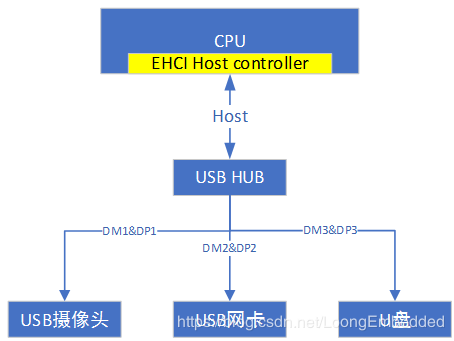 CPU
EHCI Host controller
Host
USB HUB
DM1&DP1
DM2&DP2
DM3&DP3
USB摄像头
USB网卡
U盘
https://blog.csdn.net/LoongEmbedded